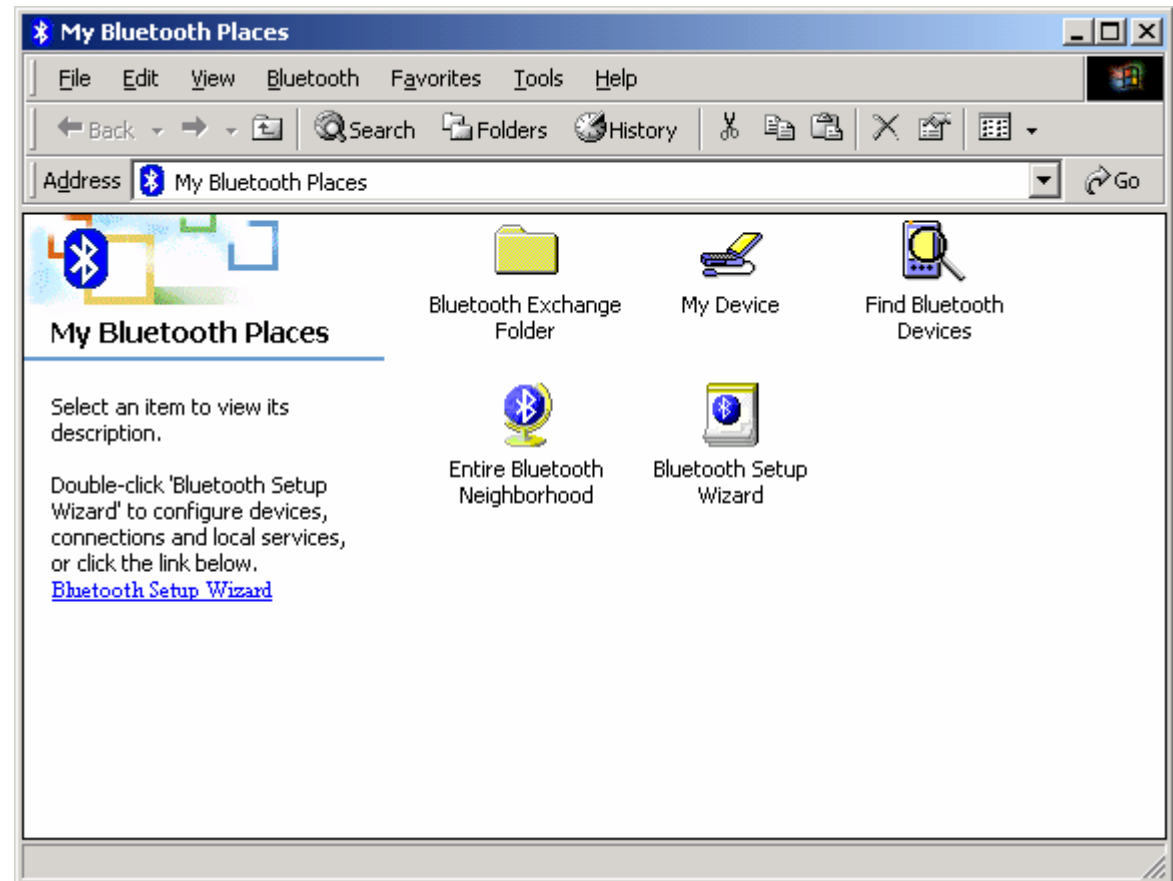 My Bluetooth Places
File Edit View Bluetooth Favorites Tools Help
Back Search Folders History
Address My Bluetooth Places Go
My Bluetooth Places
Select an item to view its
description.
Double-click 'Bluetooth Setup
Wizard' to configure devices,
connections and local services,
or click the link below.
Bluetooth Setup Wizard
Bluetooth Exchange
Folder
My Device
Find Bluetooth
Devices
Entire Bluetooth
Neighborhood
Bluetooth Setup
Wizard